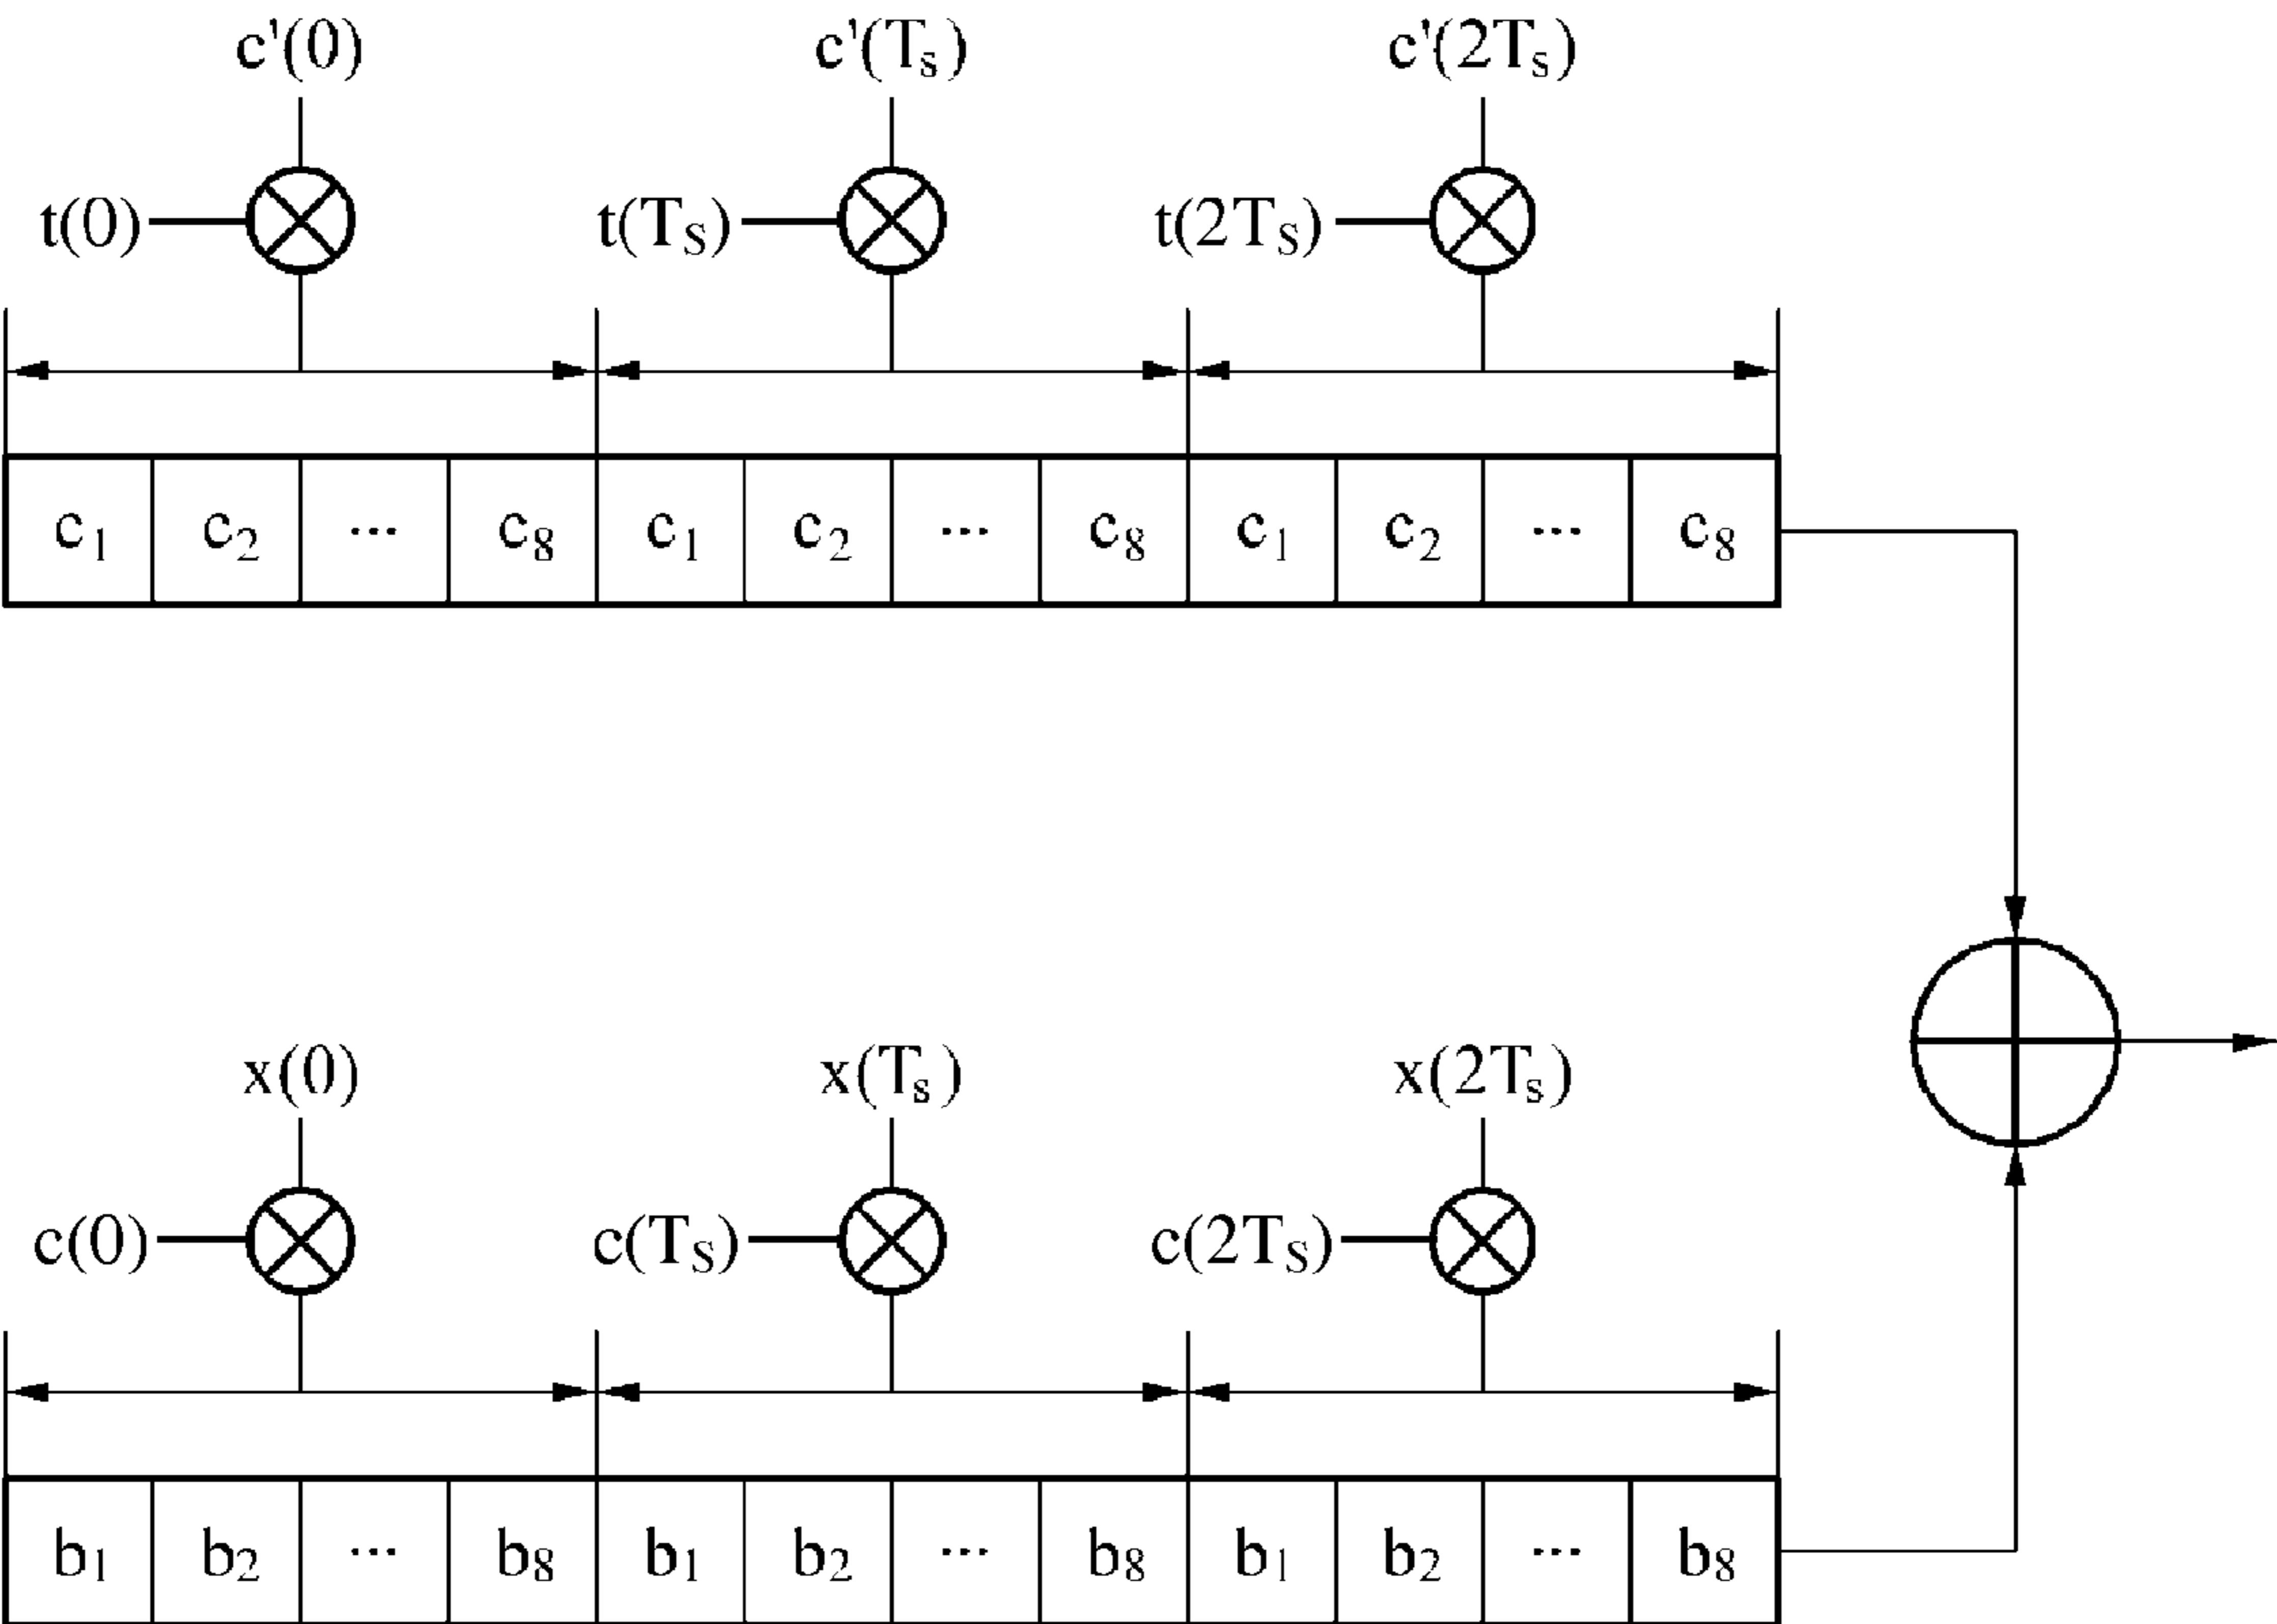 c'(0) c'(Ts) c'(2Ts)
t(0) t(TS) t(2TS)
c1 c2 ... c8 c1 c2 ... c8 c1 c2 ... c8
x(0) x(Ts) x(2Ts)
c(0) c(TS) c(2TS)
b1 b2 ... b8 b1 b2 ... b8 b1 b2 ... b8